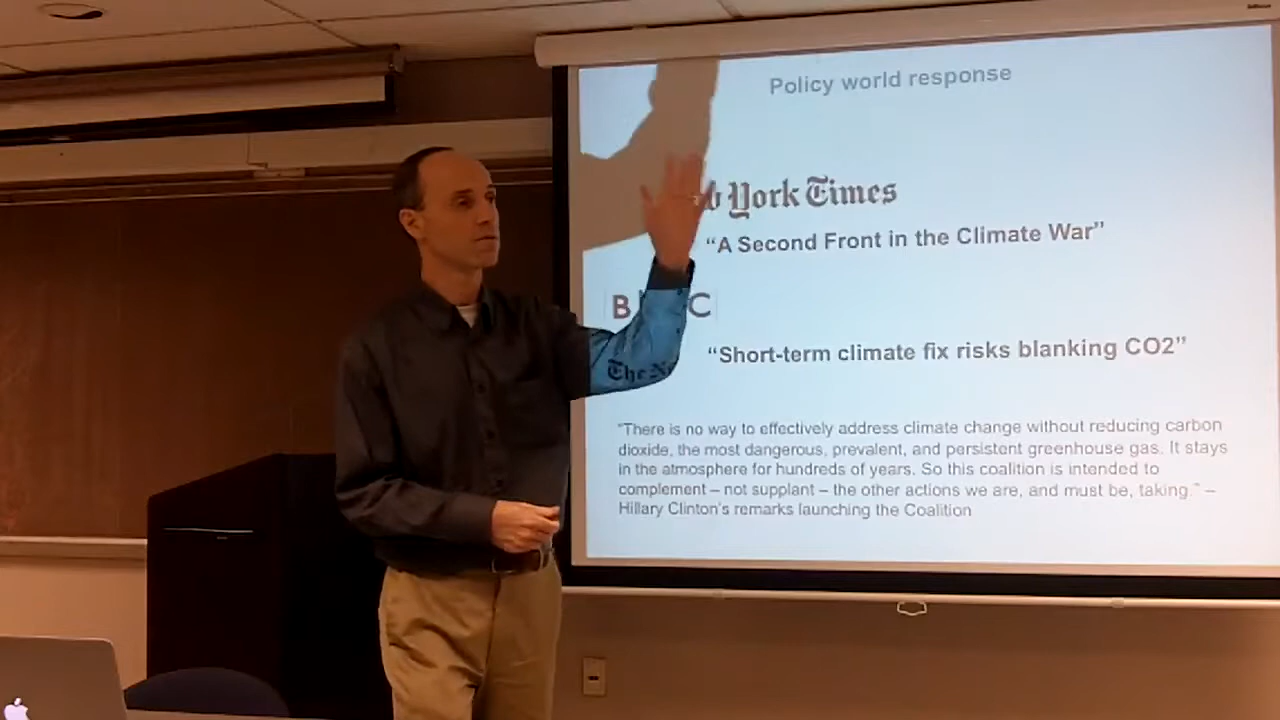 Policy world response
York Times
“A Second Front in the Climate War”
B C
“Short-term climate fix risks blanking CO2”
The Ne
“There is no way to effectively address climate change without reducing carbon
dioxide, the most dangerous, prevalent, and persistent greenhouse gas. It stays
in the atmosphere for hundreds of years. So this coalition is intended to
complement – not supplant – the other actions we are, and must be, taking.” –
Hillary Clinton's remarks launching the Coalition